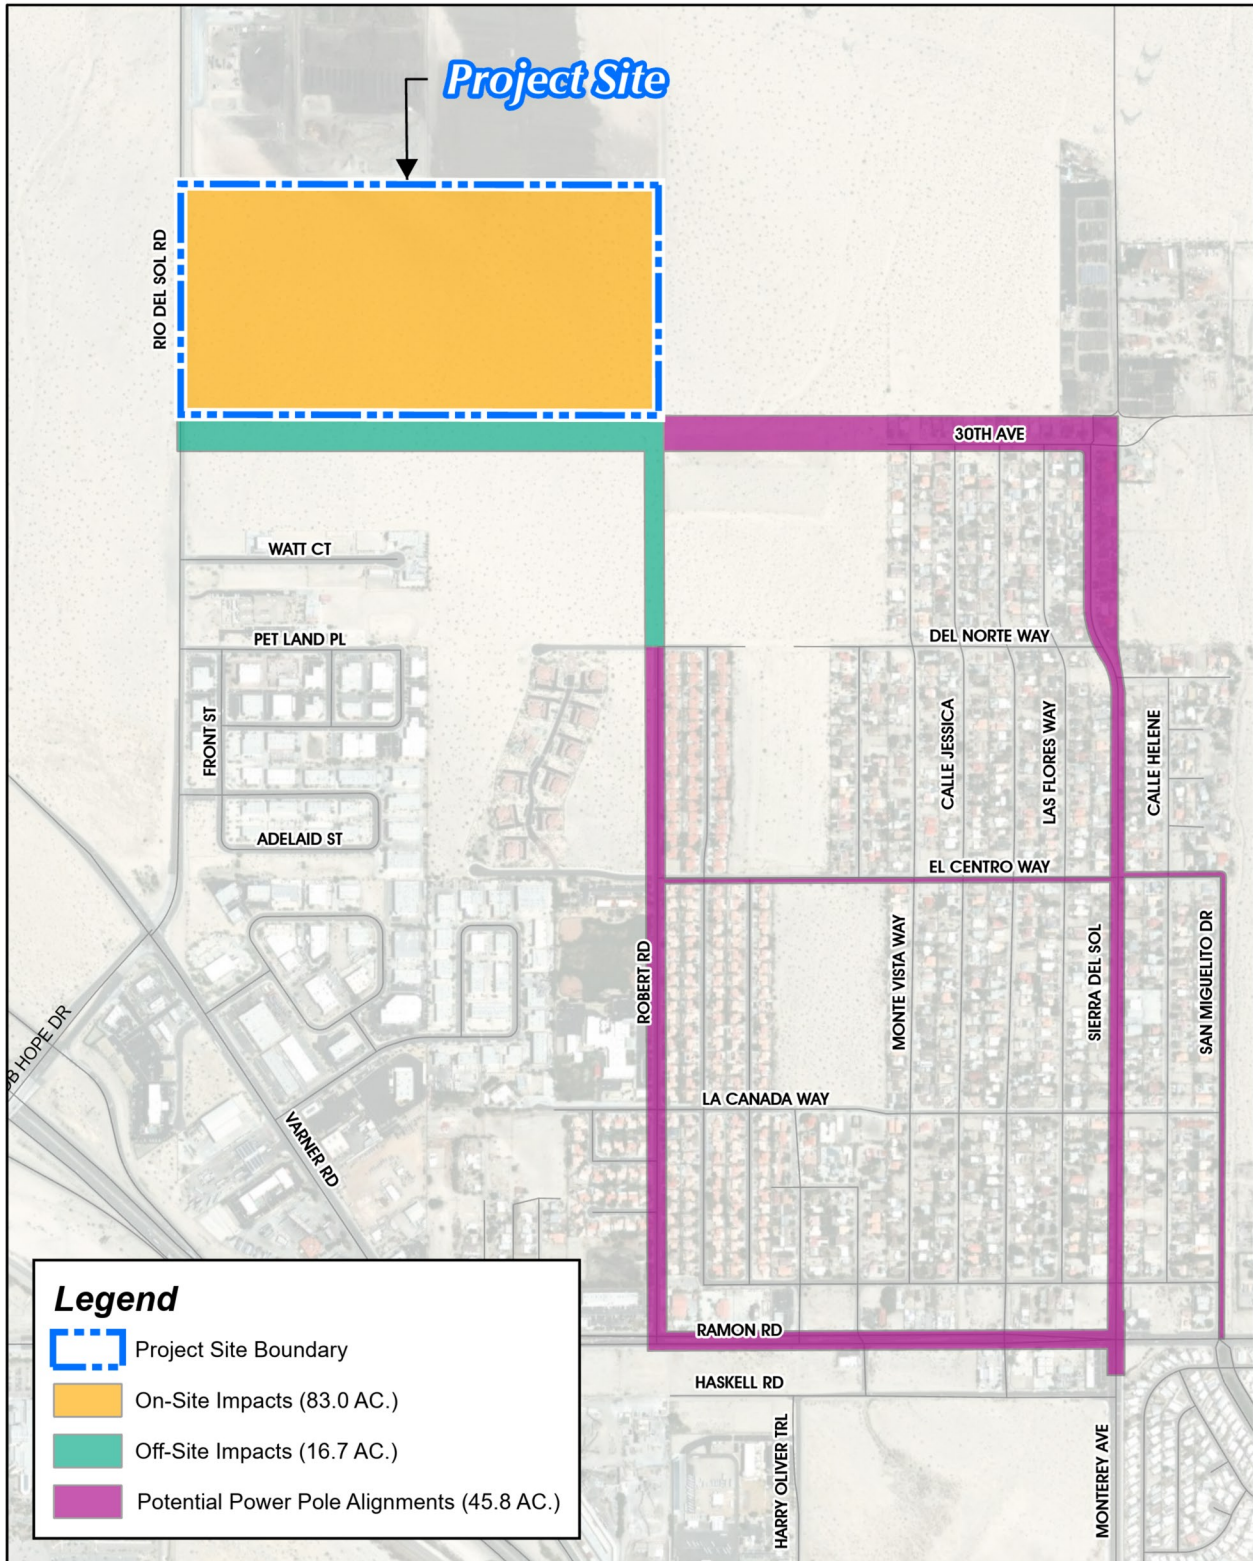 Project Site
RIO DEL SOL RD
30TH AVE
WATT CT
DEL NORTE WAY
PET LAND PL
FRONT ST
CALLE JESSICA
LAS FLORES WAY
CALLE HELENE
ADELAID ST
EL CENTRO WAY
ROBERT RD
MONTE VISTA WAY
SIERRA DEL SOL
SAN MIGUELITO DR
OB HOPE DR
LA CANADA WAY
VARNER RD
RAMON RD
HASKELL RD
HARRY OLIVER TRL
MONTEREY AVE
Legend
Project Site Boundary
On-Site Impacts (83.0 AC.)
Off-Site Impacts (16.7 AC.)
Potential Power Pole Alignments (45.8 AC.)